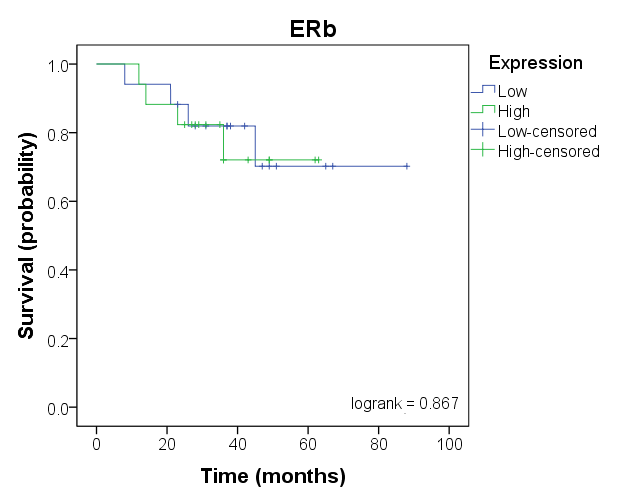 ERb
Expression
Low
High
Low-censored
High-censored
Survival (probability)
1.0
0.8
0.6
0.4
0.2
0.0
logrank = 0.867
0 20 40 60 80 100
Time (months)